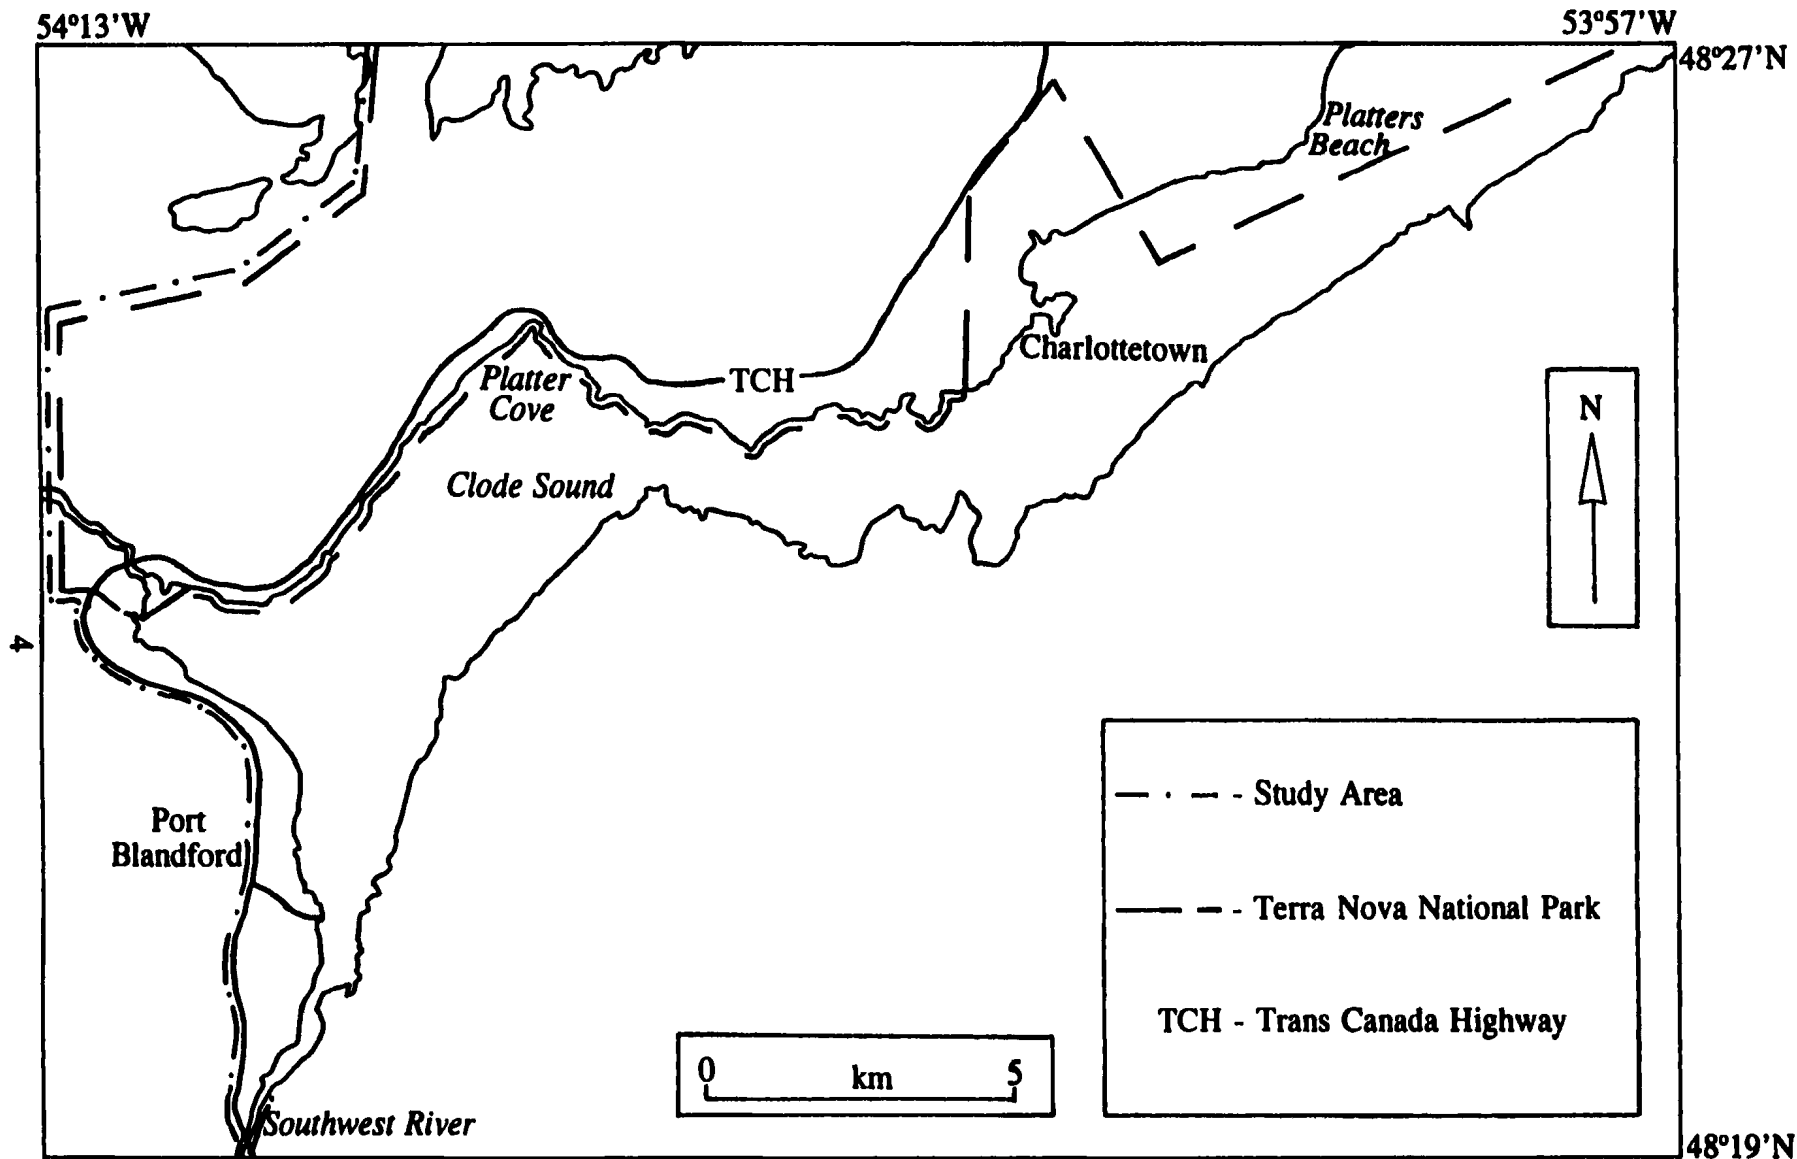 54°13'W
53°57'W
48°27'N
Platters
Beach
Charlottetown
TCH
Platter
Cove
N
Clode Sound
4
Port
Blandford
- Study Area
- Terra Nova National Park
TCH - Trans Canada Highway
0 km 5
Southwest River
48°19'N